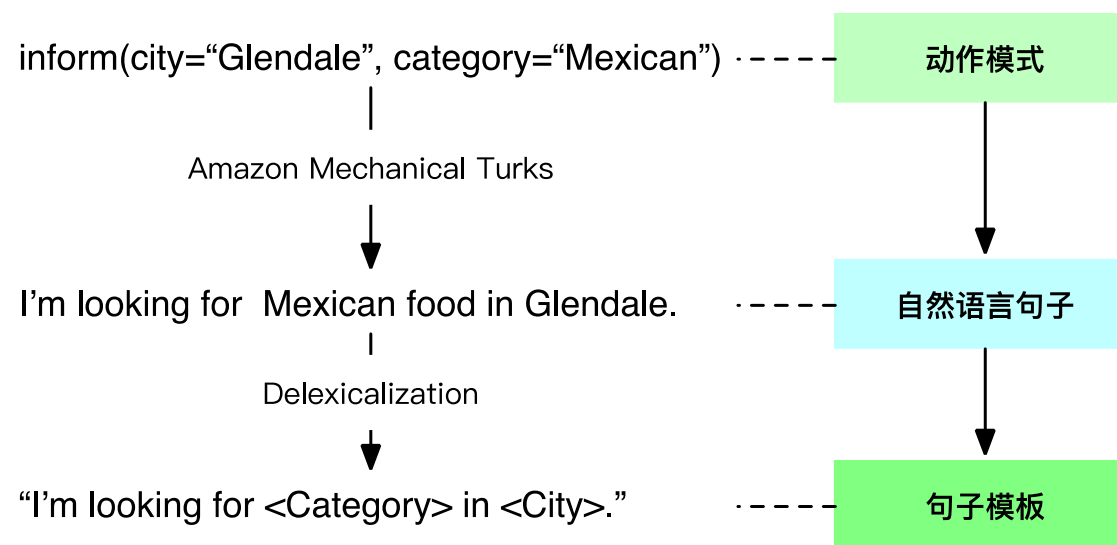 inform(city=“Glendale”, category=“Mexican”)
动作模式
Amazon Mechanical Turks
I’m looking for Mexican food in Glendale.
自然语言句子
Delexicalization
“I’m looking for <Category> in <City>.”
句子模板